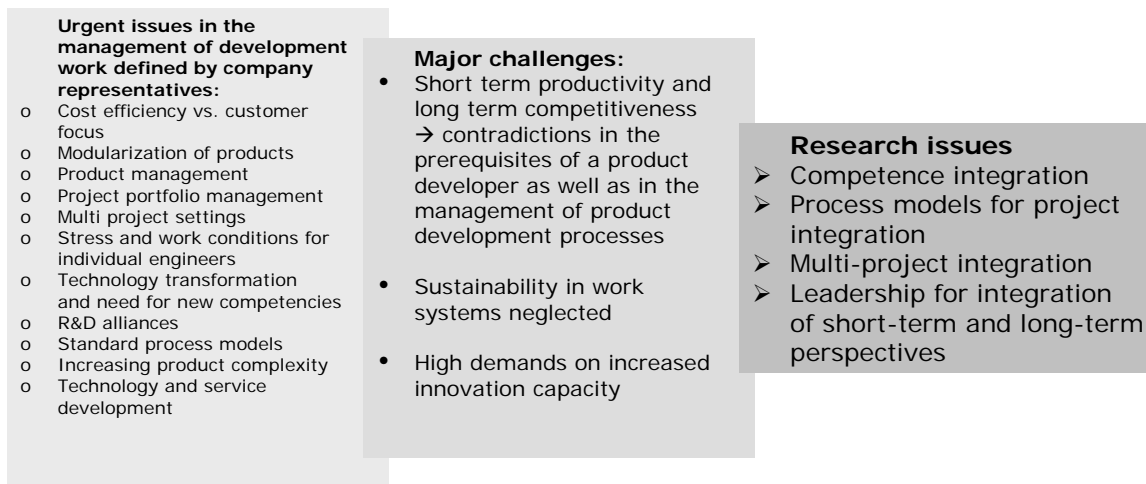 Urgent issues in the
management of development
work defined by company
representatives:
o Cost efficiency vs. customer
focus
o Modularization of products
o Product management
o Project portfolio management
o Multi project settings
o Stress and work conditions for
individual engineers
o Technology transformation
and need for new competencies
o R&D alliances
o Standard process models
o Increasing product complexity
o Technology and service
development
Major challenges:
• Short term productivity and
long term competitiveness
→ contradictions in the
prerequisites of a product
developer as well as in the
management of product
development processes
• Sustainability in work
systems neglected
• High demands on increased
innovation capacity
Research issues
➢ Competence integration
➢ Process models for project
integration
➢ Multi-project integration
➢ Leadership for integration
of short-term and long-term
perspectives